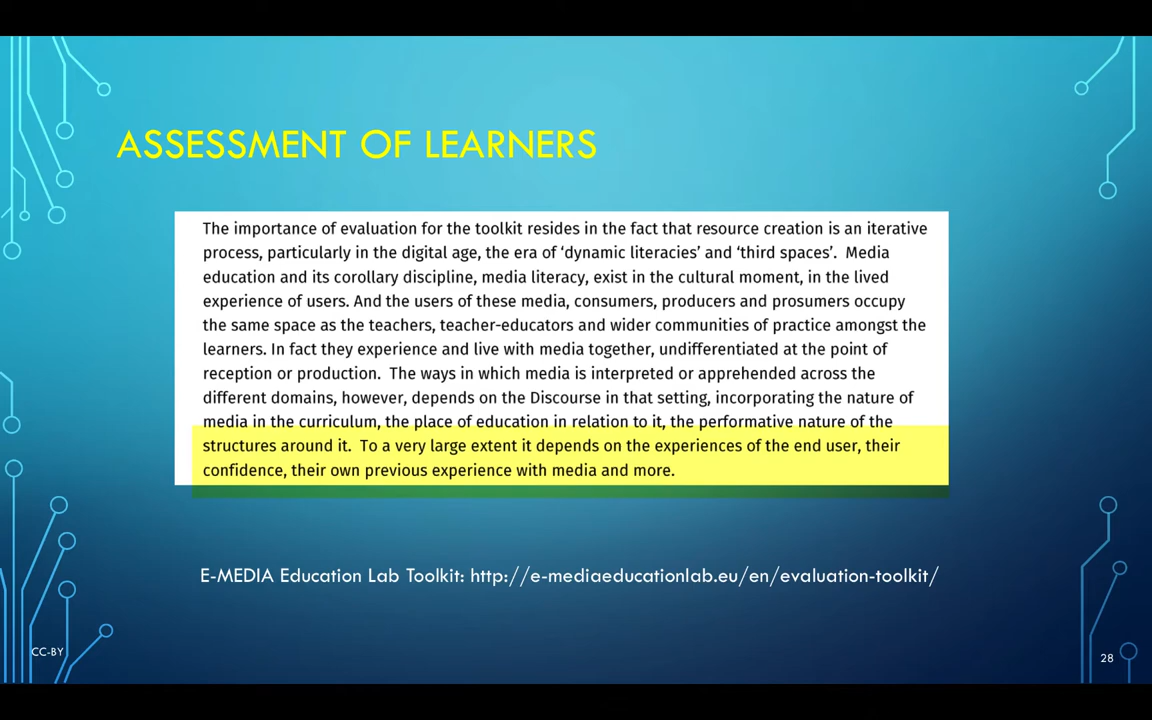 ASSESSMENT OF LEARNERS
The importance of evaluation for the toolkit resides in the fact that resource creation is an iterative
process, particularly in the digital age, the era of ‘dynamic literacies’ and ‘third spaces’.  Media
education and its corollary discipline, media literacy, exist in the cultural moment, in the lived
experience of users. And the users of these media, consumers, producers and prosumers occupy
the same space as the teachers, teacher-educators and wider communities of practice amongst the
learners. In fact they experience and live with media together, undifferentiated at the point of
reception or production.  The ways in which media is interpreted or apprehended across the
different domains, however, depends on the Discourse in that setting, incorporating the nature of
media in the curriculum, the place of education in relation to it, the performative nature of the
structures around it.  To a very large extent it depends on the experiences of the end user, their
confidence, their own previous experience with media and more.
E-MEDIA Education Lab Toolkit: http://e-mediaeducationlab.eu/en/evaluation-toolkit/
CC-BY
28